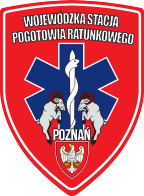 WOJEWÓDZKA STACJA
POGOTOWIA RATUNKOWEGO
POZNAŃ